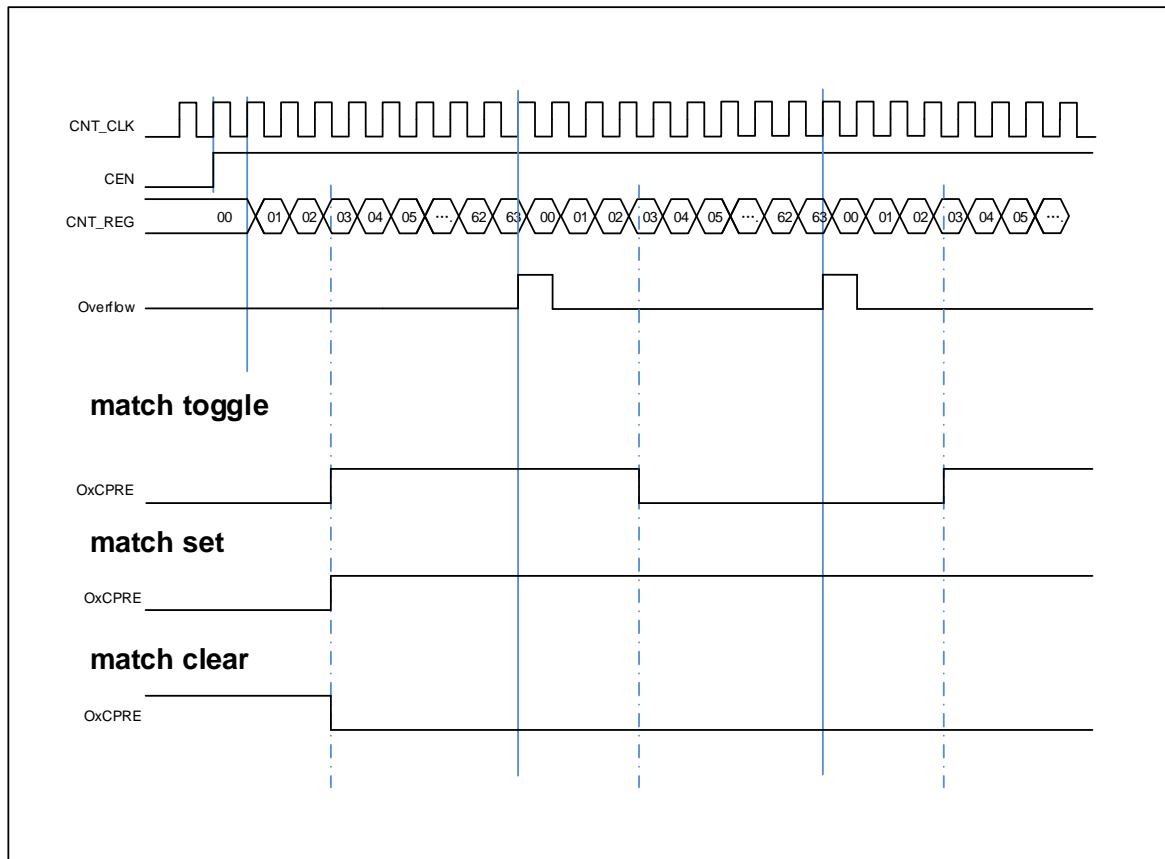 CNT_CLK
CEN
CNT_REG 00 01 02 03 04 05 .... 62 63 00 01 02 03 04 05 .... 62 63 00 01 02 03 04 05 ....
Overflow
match toggle
OxCPRE
match set
OxCPRE
match clear
OxCPRE